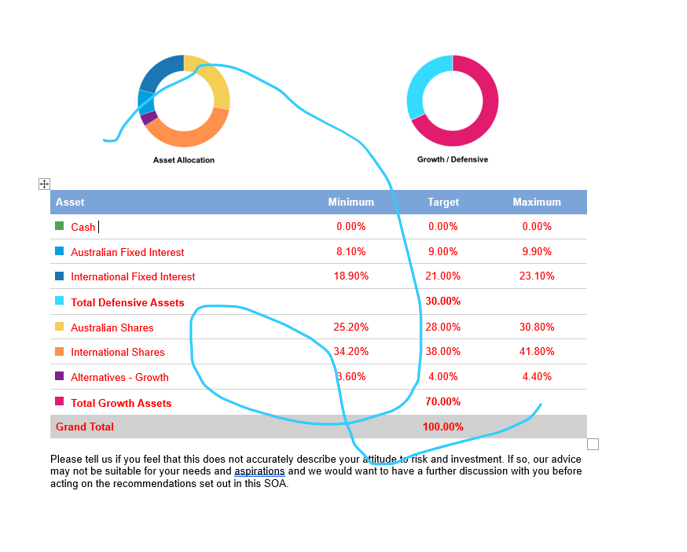 Asset Allocation
Growth / Defensive
Asset Minimum Target Maximum
Cash 0.00% 0.00% 0.00%
Australian Fixed Interest 8.10% 9.00% 9.90%
International Fixed Interest 18.90% 21.00% 23.10%
Total Defensive Assets 30.00%
Australian Shares 25.20% 28.00% 30.80%
International Shares 34.20% 38.00% 41.80%
Alternatives - Growth 3.60% 4.00% 4.40%
Total Growth Assets 70.00%
Grand Total 100.00%
Please tell us if you feel that this does not accurately describe your attitude to risk and investment. If so, our advice
may not be suitable for your needs and aspirations and we would want to have a further discussion with you before
acting on the recommendations set out in this SOA.